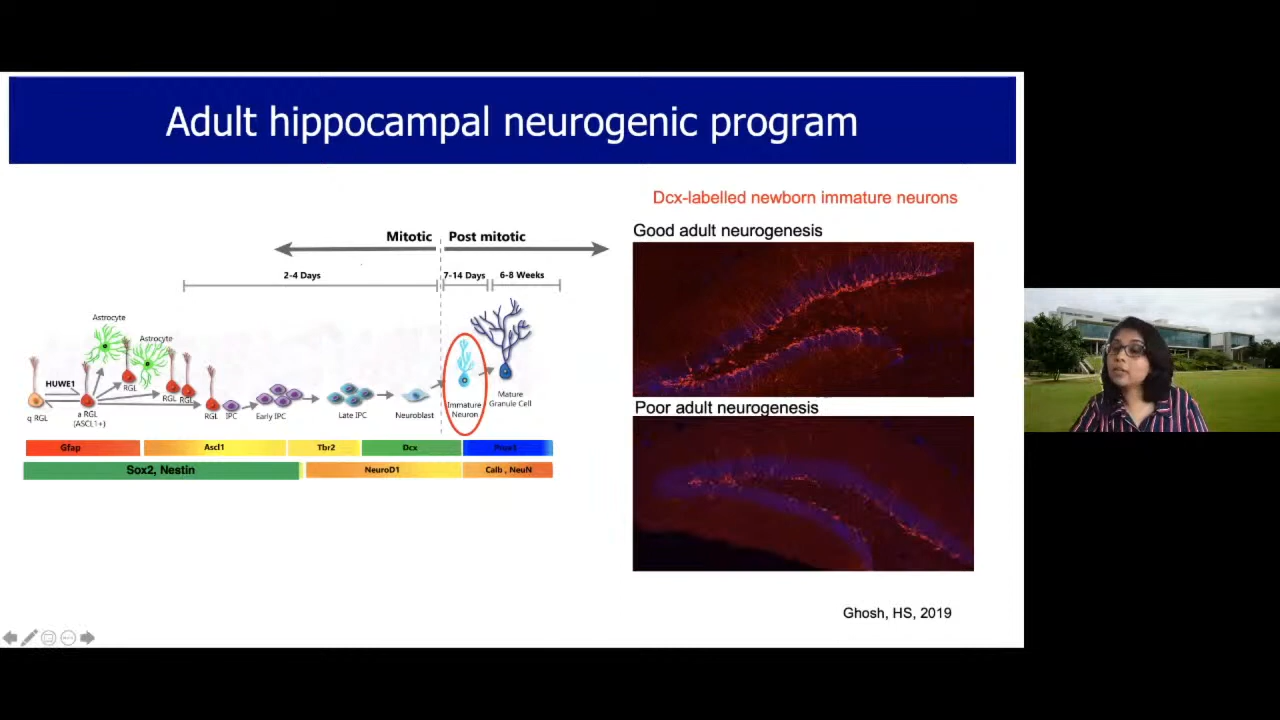 Adult hippocampal neurogenic program
Dcx-labelled newborn immature neurons
Good adult neurogenesis
Poor adult neurogenesis
Mitotic
Post mitotic
2-4 Days
7-14 Days
6-8 Weeks
Astrocyte
Astrocyte
HUWE1
q RGL
a RGL
(ASCL1+)
RGL
RGL
RGL
RGL
IPC
Early IPC
Late IPC
Neuroblast
Immature
Neuron
Mature
Granule Cell
Gfap
Ascl1
Tbr2
Dcx
Prox1
Sox2, Nestin
NeuroD1
Calb , NeuN
Ghosh, HS, 2019